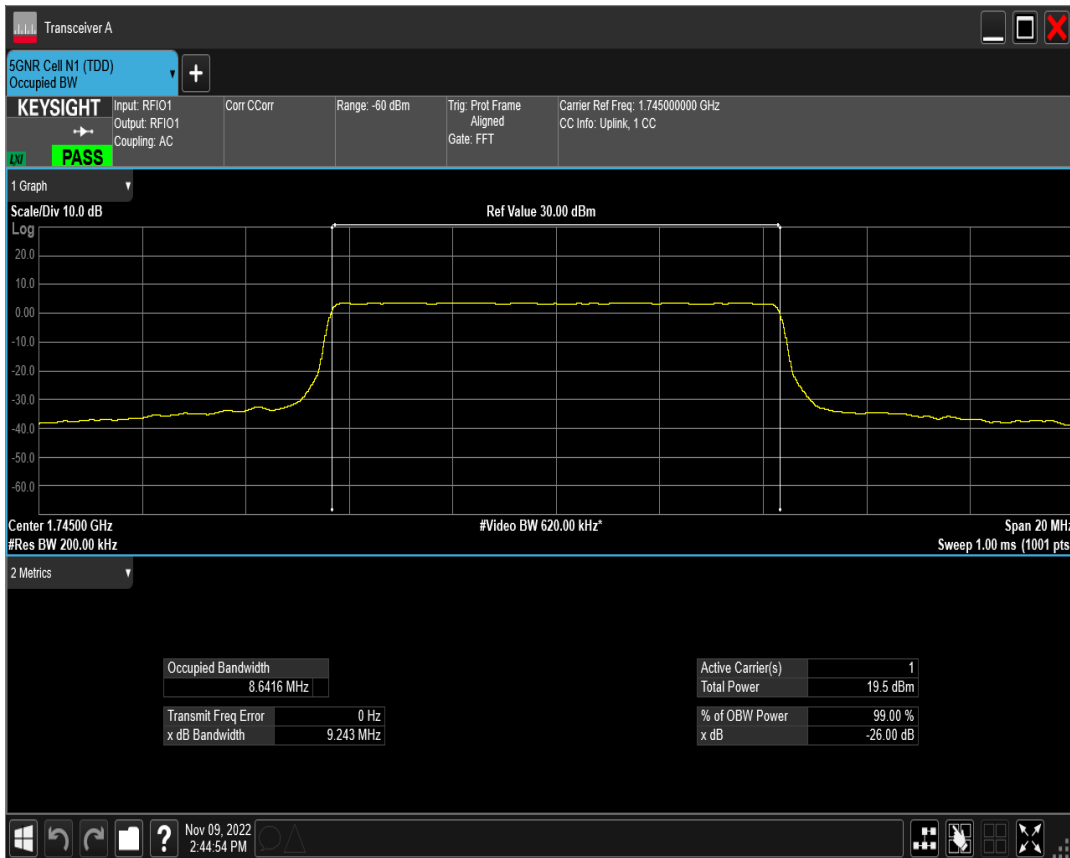 Transceiver A
5GNR Cell N1 (TDD)
Occupied BW
+
KEYSIGHT
LXI
PASS
Input: RFIO1
Output: RFIO1
Coupling: AC
Corr CCorr
Range: -60 dBm
Trig: Prot Frame
Aligned
Gate: FFT
Carrier Ref Freq: 1.745000000 GHz
CC Info: Uplink, 1 CC
1 Graph
Scale/Div 10.0 dB
Ref Value 30.00 dBm
Log
20.0
10.0
0.00
-10.0
-20.0
-30.0
-40.0
-50.0
-60.0
Center 1.74500 GHz
#Video BW 620.00 kHz*
Span 20 MHz
#Res BW 200.00 kHz
Sweep 1.00 ms (1001 pts
2 Metrics
Occupied Bandwidth
8.6416 MHz
Transmit Freq Error 0 Hz
x dB Bandwidth 9.243 MHz
Active Carrier(s) 1
Total Power 19.5 dBm
% of OBW Power 99.00 %
x dB -26.00 dB
?
Nov 09, 2022
2:44:54 PM